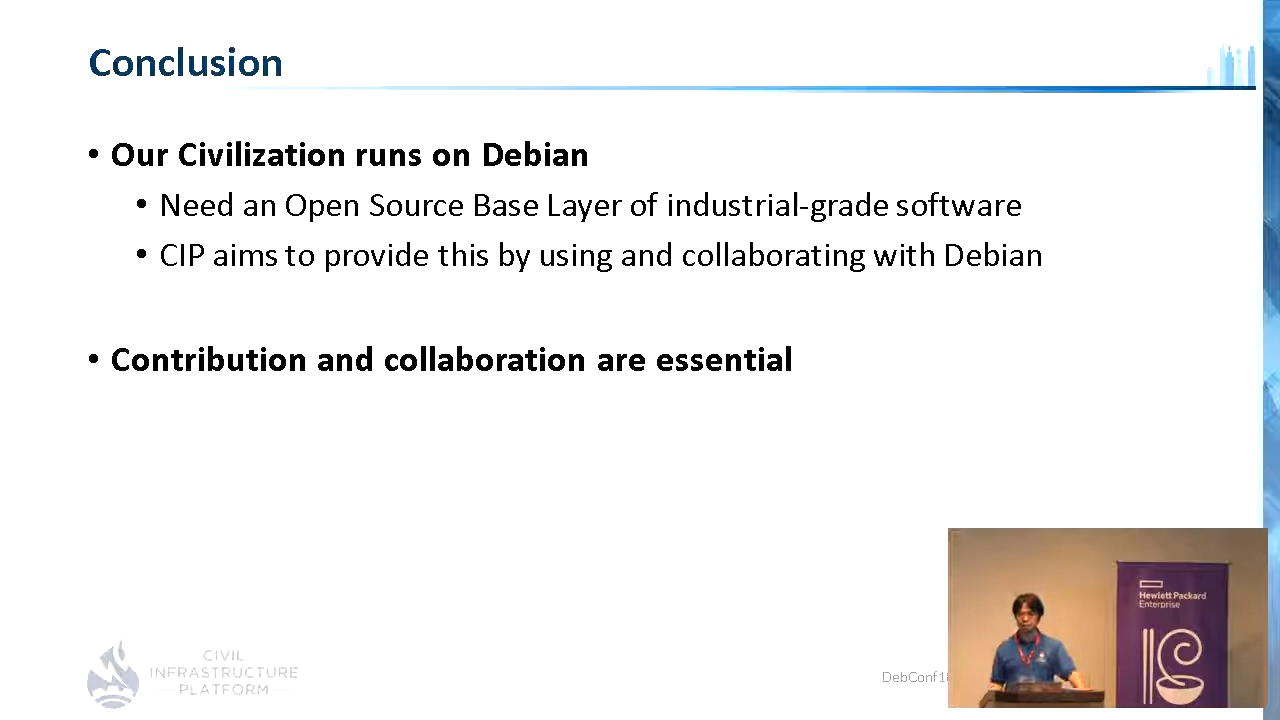 Conclusion
• Our Civilization runs on Debian
• Need an Open Source Base Layer of industrial-grade software
• CIP aims to provide this by using and collaborating with Debian
• Contribution and collaboration are essential
CIVIL
INFRASTRUCTURE
PLATFORM
Hewlett Packard
Enterprise